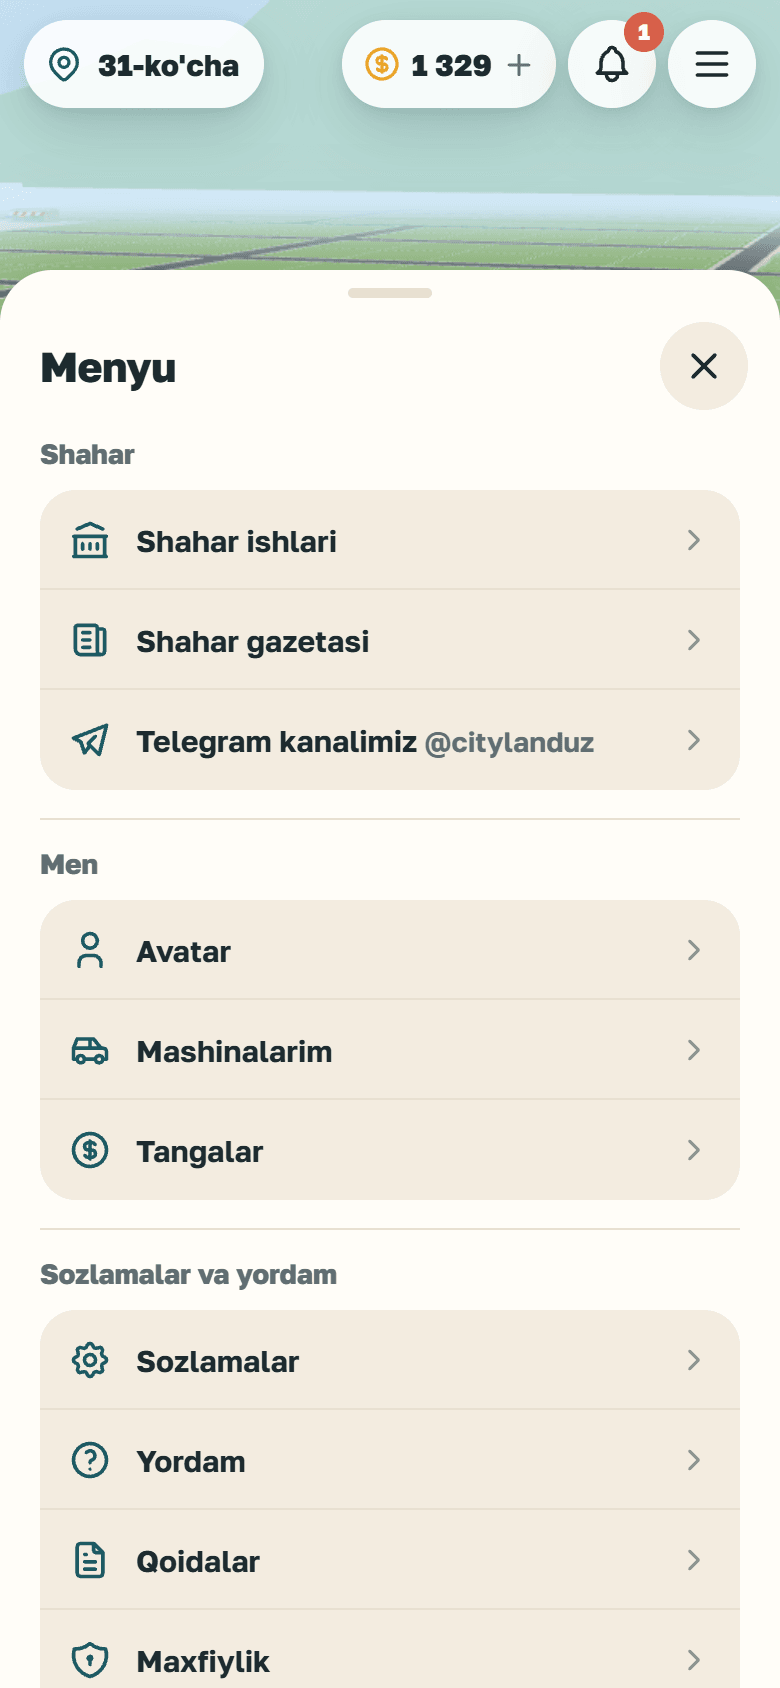 31-ko'cha
1 329
1
Menyu
Shahar
Shahar ishlari
Shahar gazetasi
Telegram kanalimiz @citylanduz
Men
Avatar
Mashinalarim
Tangalar
Sozlamalar va yordam
Sozlamalar
Yordam
Qoidalar
Maxfiylik